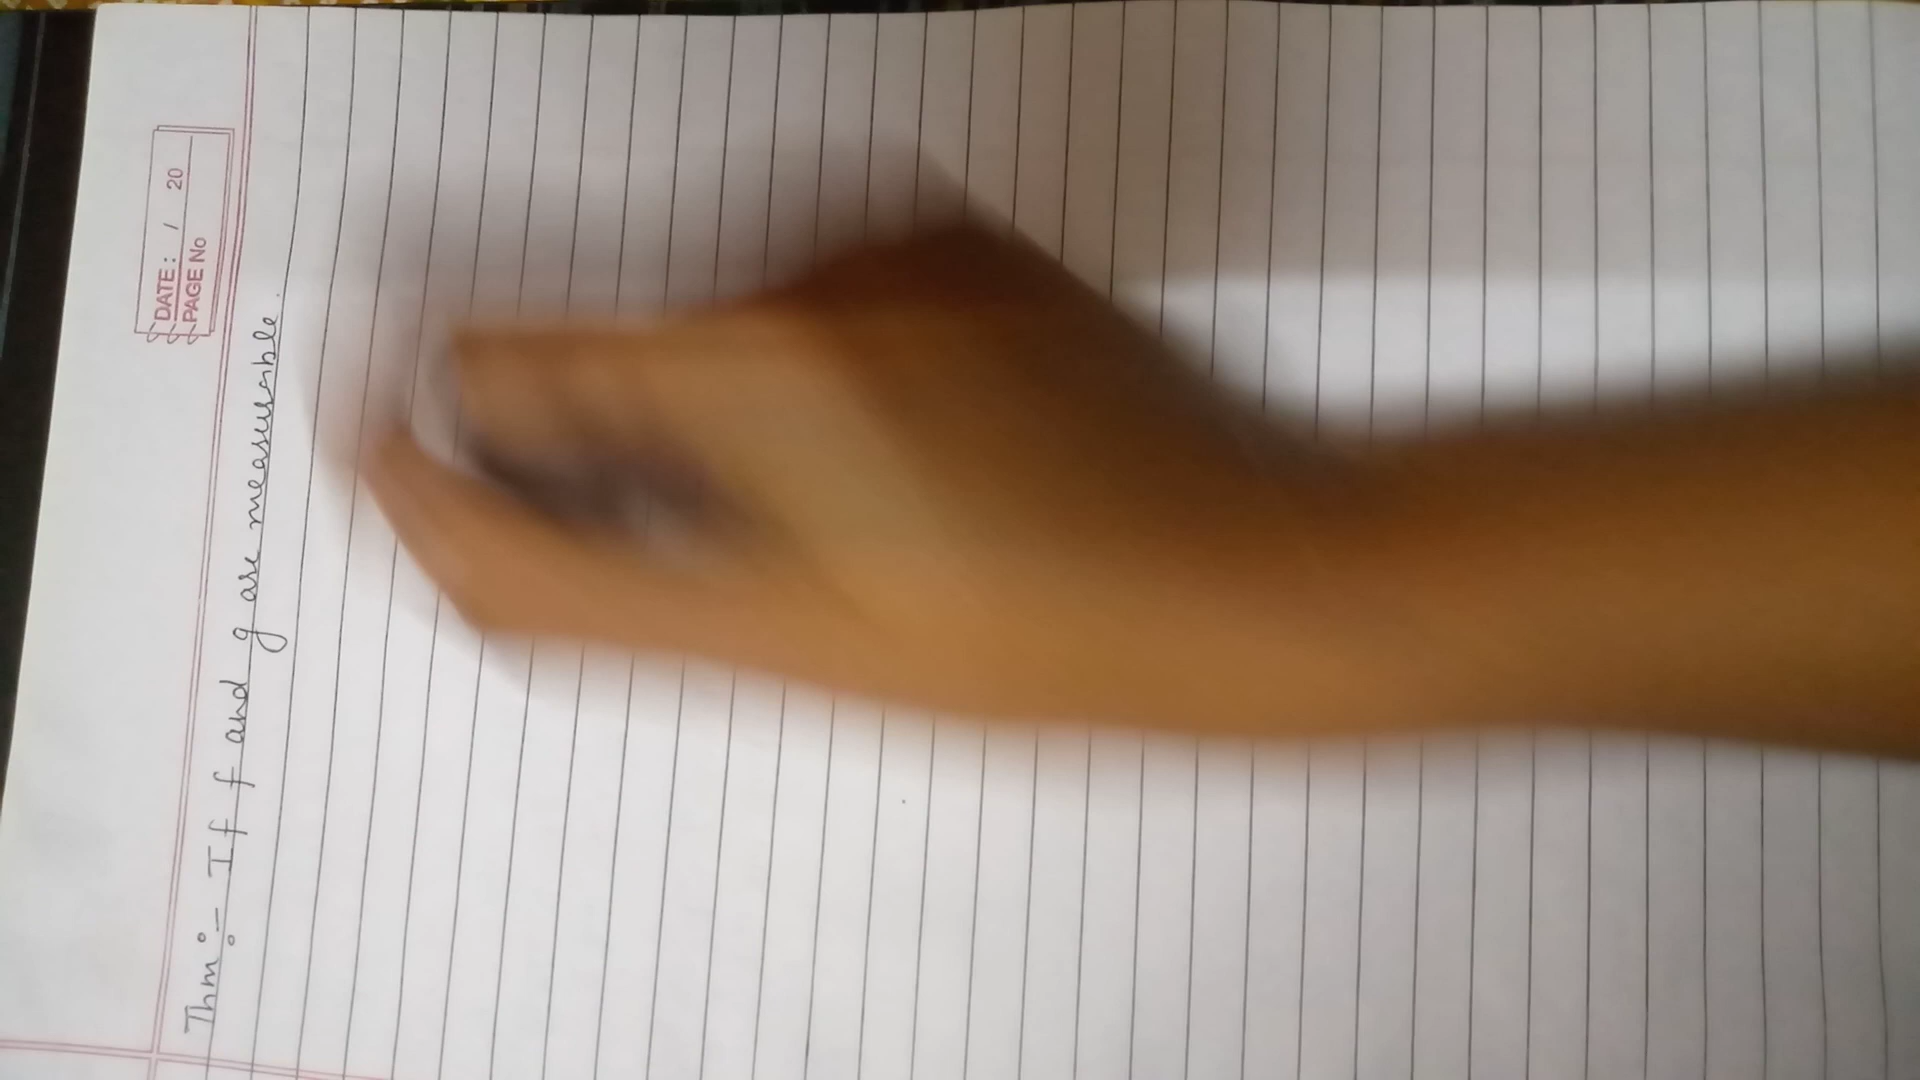 DATE: / 20
PAGE No
Thm :- If f and g are measurable.